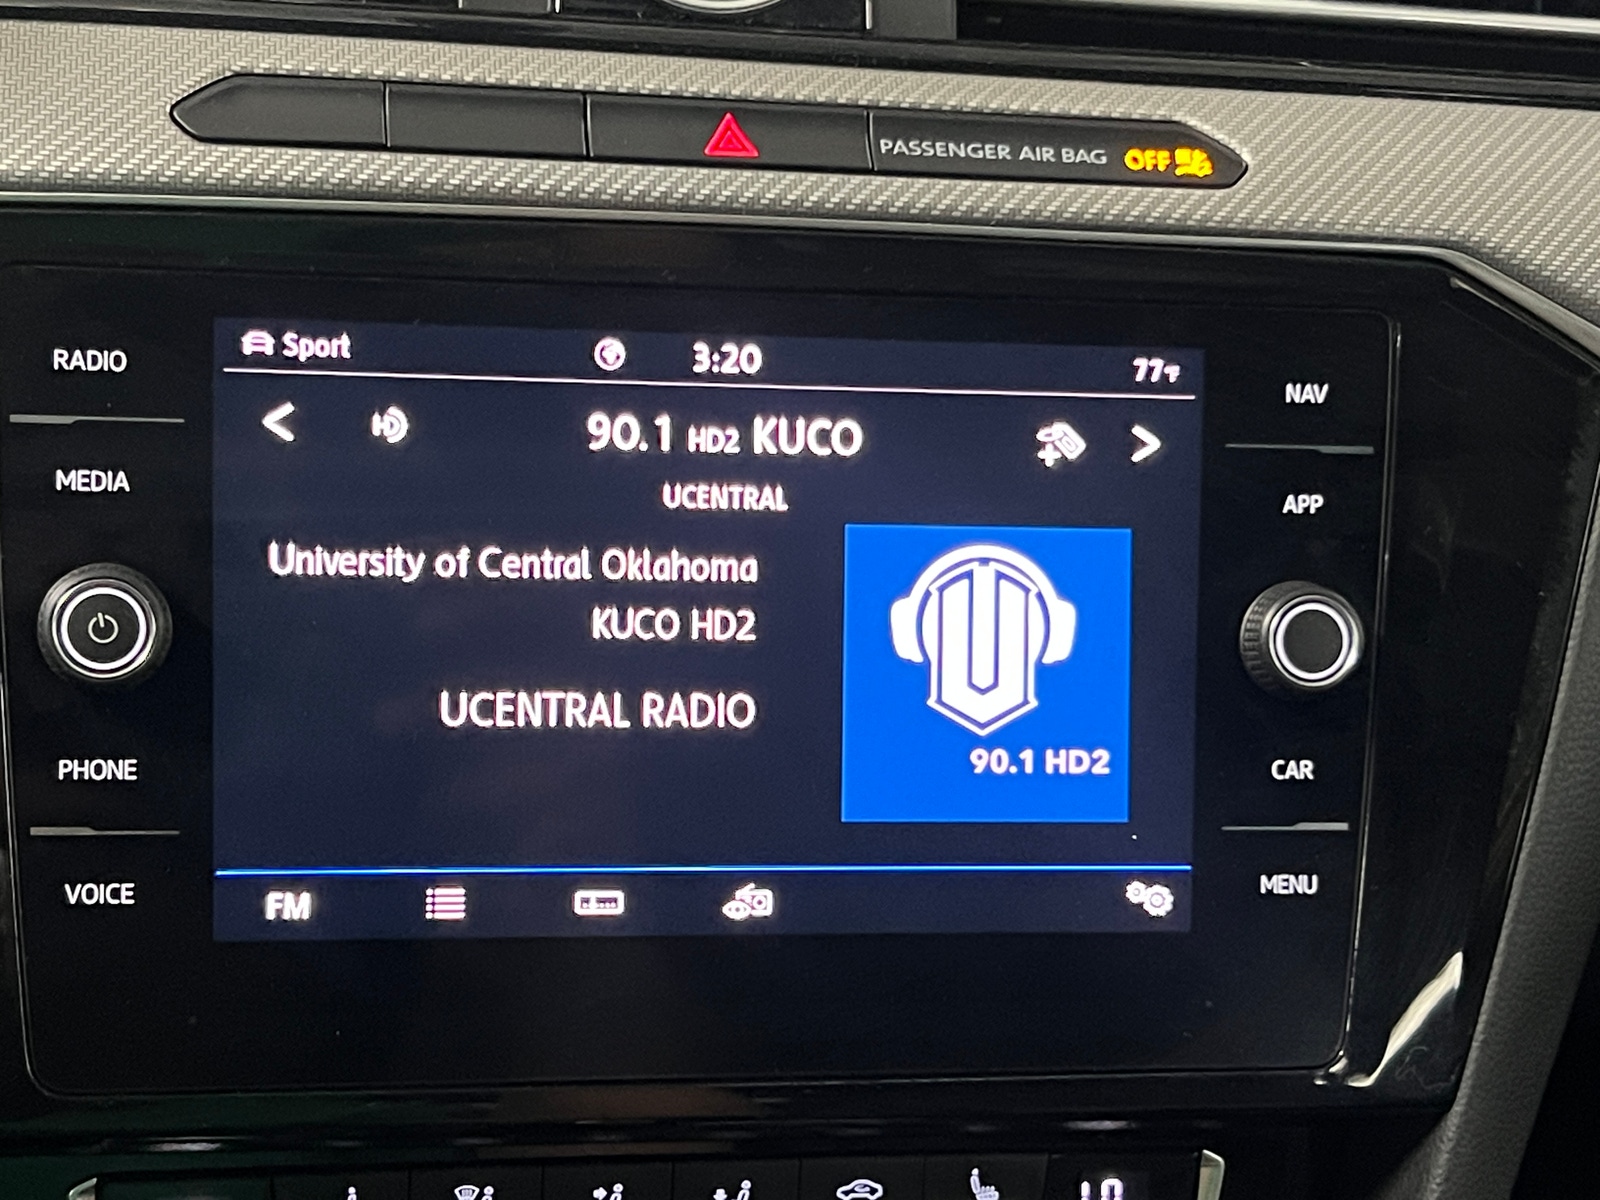 PASSENGER AIR BAG OFF
RADIO
MEDIA
PHONE
VOICE
Sport
3:20
77°F
90.1 HD2 KUCO
UCENTRAL
University of Central Oklahoma
KUCO HD2
UCENTRAL RADIO
90.1 HD2
FM
NAV
APP
CAR
MENU